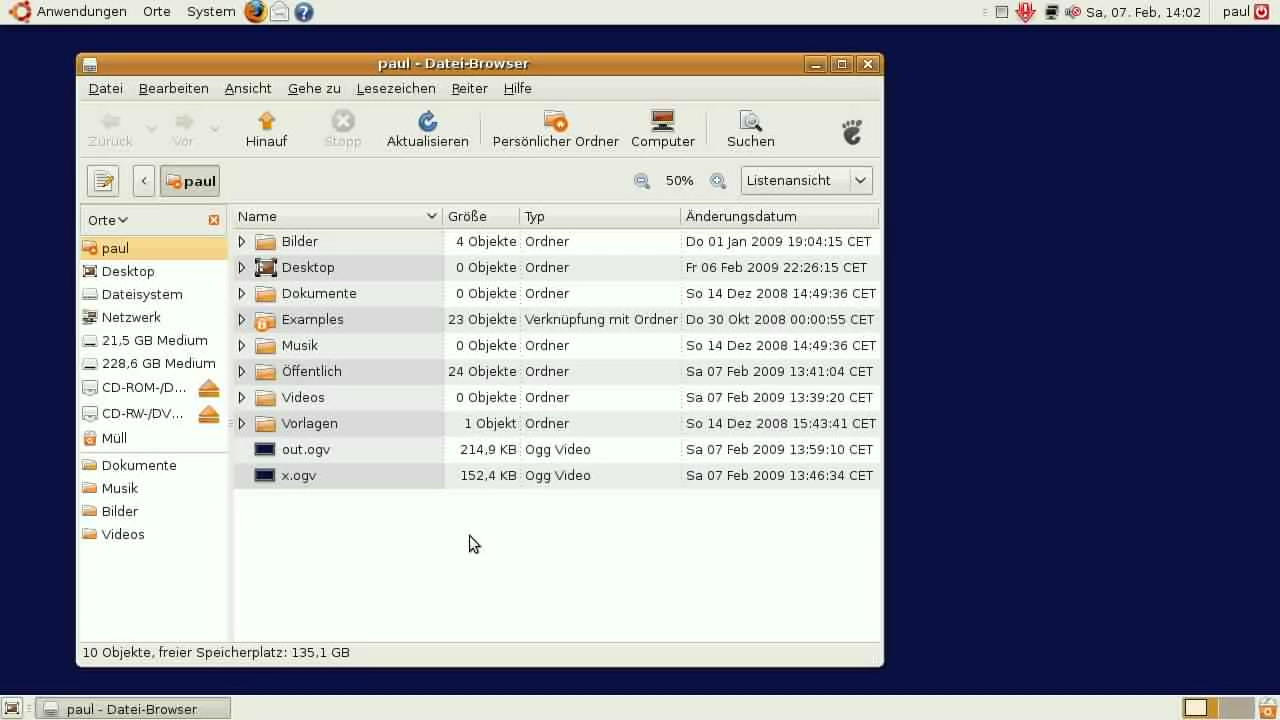 Anwendungen Orte System Sa, 07. Feb, 14:02 paul
paul - Datei-Browser
Datei Bearbeiten Ansicht Gehe zu Lesezeichen Reiter Hilfe
Zurück Vor Hinauf Stopp Aktualisieren Persönlicher Ordner Computer Suchen
paul 50% Listenansicht
Orte Name Größe Typ Änderungsdatum
paul
Desktop
Dateisystem
Netzwerk
21,5 GB Medium
228,6 GB Medium
CD-ROM-/D...
CD-RW-/DV...
Müll
Dokumente
Musik
Bilder
Videos
Bilder 4 Objekte Ordner Do 01 Jan 2009 19:04:15 CET
Desktop 0 Objekte Ordner Fr 06 Feb 2009 22:26:15 CET
Dokumente 0 Objekte Ordner So 14 Dez 2008 14:49:36 CET
Examples 23 Objekte Verknüpfung mit Ordner Do 30 Okt 2008 00:00:55 CET
Musik 0 Objekte Ordner So 14 Dez 2008 14:49:36 CET
Öffentlich 24 Objekte Ordner Sa 07 Feb 2009 13:41:04 CET
Videos 0 Objekte Ordner Sa 07 Feb 2009 13:39:20 CET
Vorlagen 1 Objekt Ordner So 14 Dez 2008 15:43:41 CET
out.ogv 214,9 KB Ogg Video Sa 07 Feb 2009 13:59:10 CET
x.ogv 152,4 KB Ogg Video Sa 07 Feb 2009 13:46:34 CET
10 Objekte, freier Speicherplatz: 135,1 GB
paul - Datei-Browser